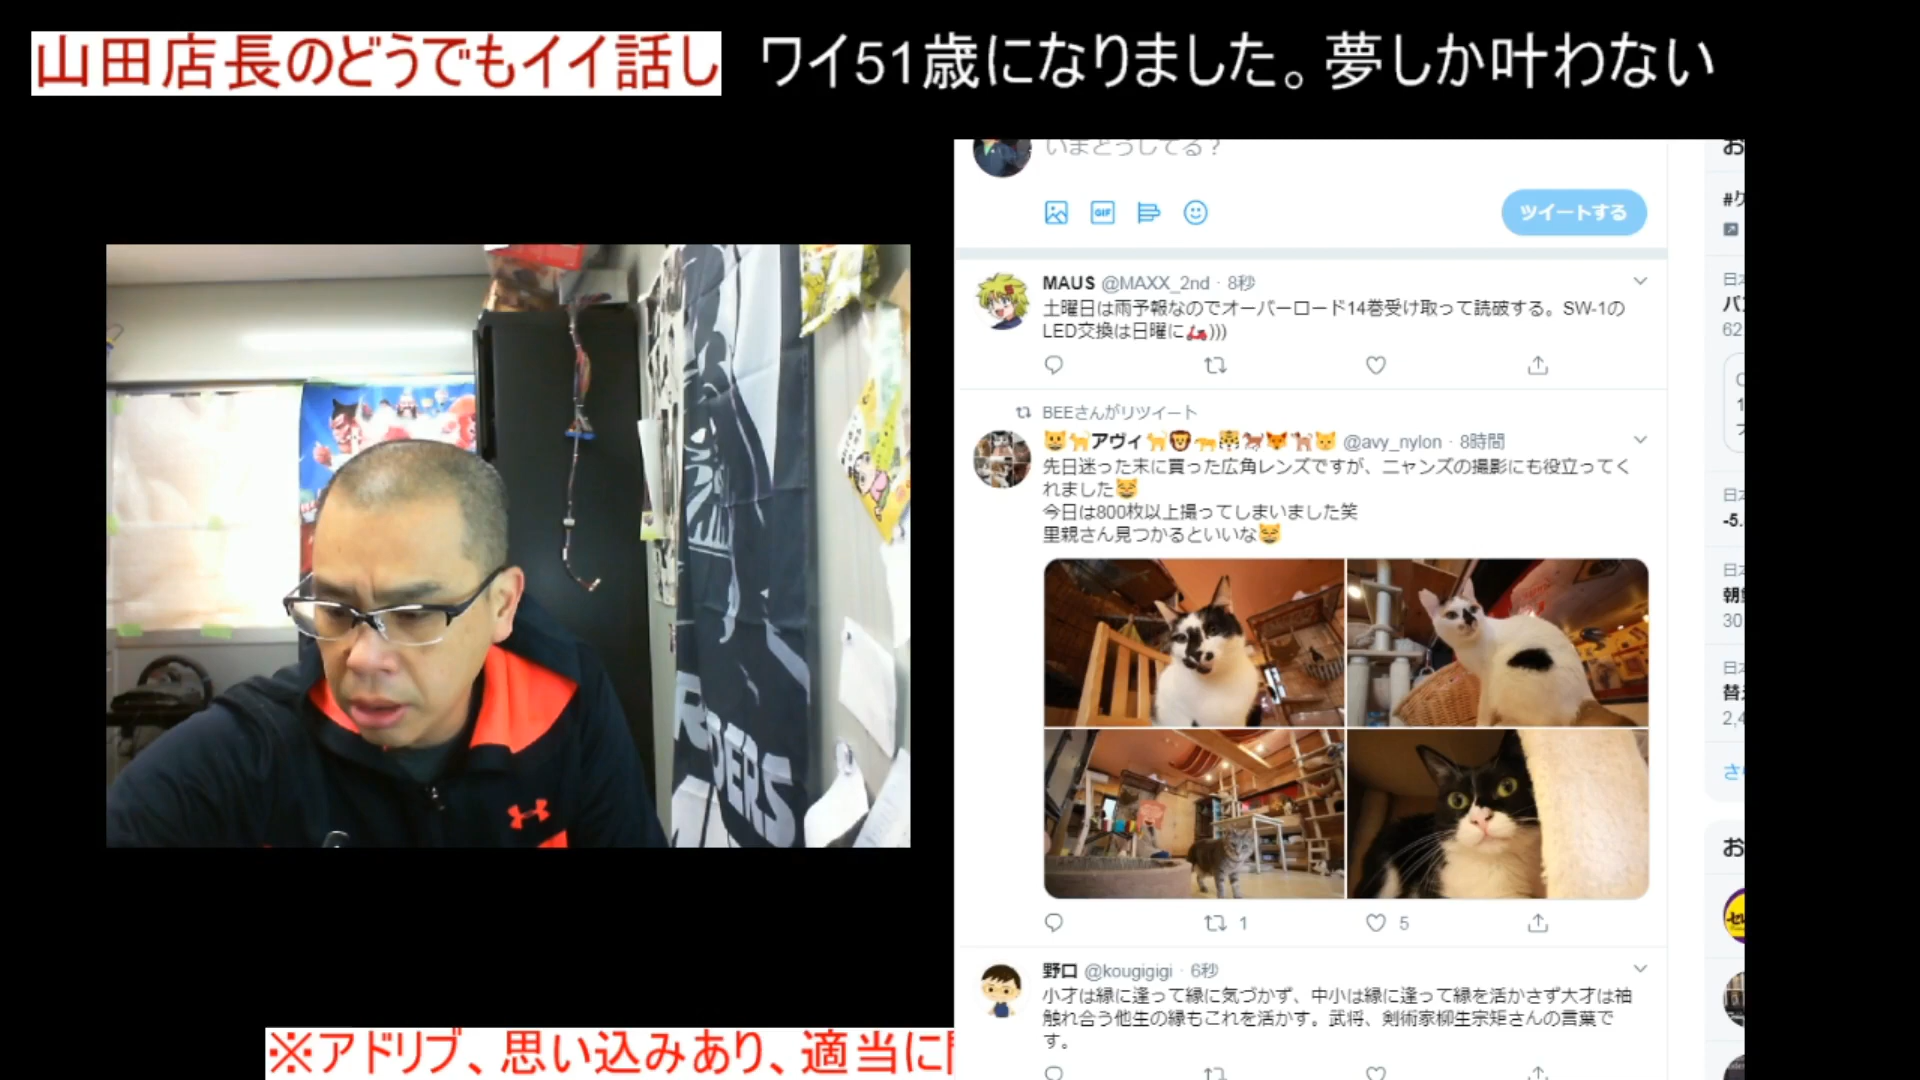 山田店長のどうでもイイ話し
ワイ51歳になりました。夢しか叶わない
いまどうしてる？
GIF
ツイートする
MAUS @MAXX_2nd · 8秒
土曜日は雨予報なのでオーバーロード14巻受け取って読破する。SW-1の
LED交換は日曜に🛵)))
BEEさんがリツイート
😺🐈アヴィ🐈🦁🐆🐯🐕🦊🐕🐱 @avy_nylon · 8時間
先日迷った末に買った広角レンズですが、ニャンズの撮影にも役立ってく
れました😸
今日は800枚以上撮ってしまいました笑
里親さん見つかるといいな😸
1
5
野口 @kougigigi · 6秒
小才は縁に逢って縁に気づかず、中小は縁に逢って縁を活かさず大才は袖
触れ合う他生の縁もこれを活かす。武将、剣術家柳生宗矩さんの言葉で
す。
お
62
-5.
朝
30
替
2,4
さ
お
※アドリブ、思い込みあり、適当に